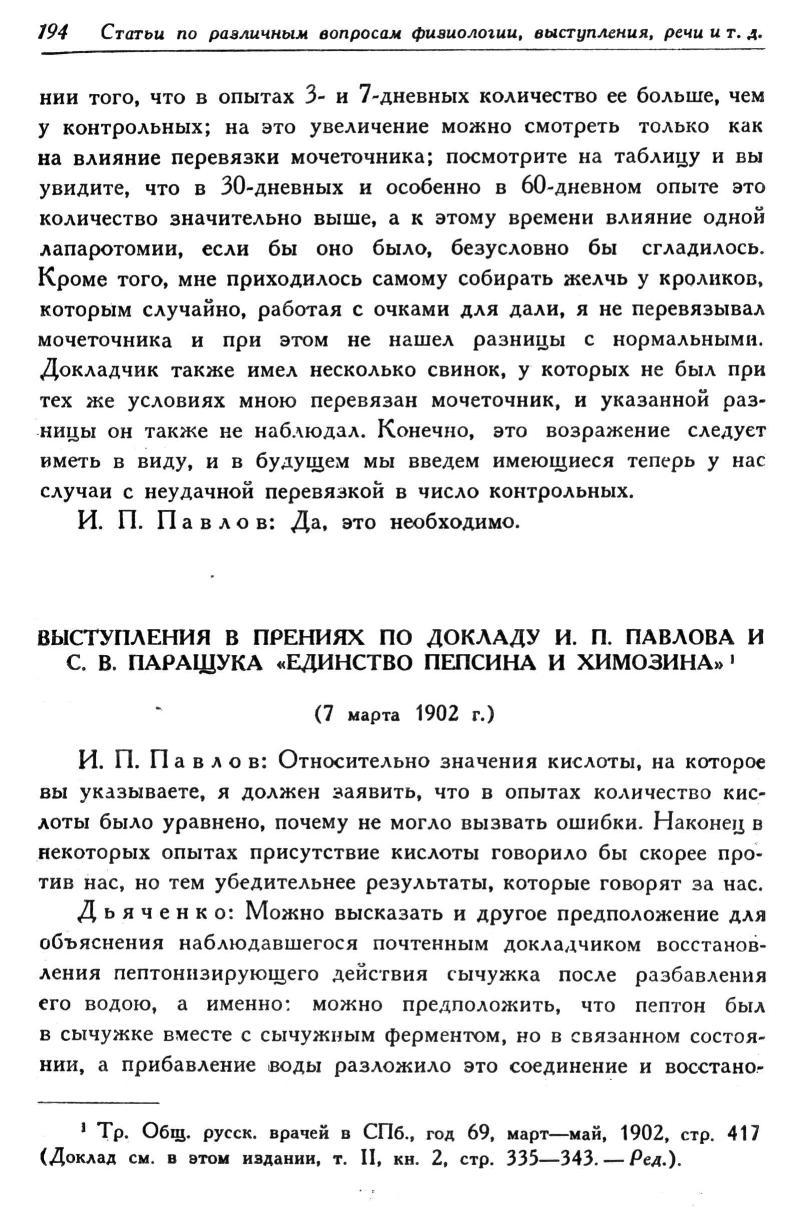 194 Статьи по различным вопросам физиологии, выступления, речи и т. д.
нии того, что в опытах 3- и 7-дневных количество ее больше, чем
у контрольных; на это увеличение можно смотреть только как
на влияние перевязки мочеточника; посмотрите на таблицу и вы
увидите, что в 30-дневных и особенно в 60-дневном опыте это
количество значительно выше, а к этому времени влияние одной
лапаротомии, если бы оно было, безусловно бы сгладилось.
Кроме того, мне приходилось самому собирать желчь у кроликов,
которым случайно, работая с очками для дали, я не перевязывал
мочеточника и при этом не нашел разницы с нормальными.
Докладчик также имел несколько свинок, у которых не был при
тех же условиях мною перевязан мочеточник, и указанной раз-
ницы он также не наблюдал. Конечно, это возражение следует
иметь в виду, и в будущем мы введем имеющиеся теперь у нас
случаи с неудачной перевязкой в число контрольных.
И. П. Павлов: Да, это необходимо.
ВЫСТУПЛЕНИЯ В ПРЕНИЯХ ПО ДОКЛАДУ И. П. ПАВЛОВА И
С. В. ПАРАЩУКА «ЕДИНСТВО ПЕПСИНА И ХИМОЗИНА» ¹
(7 марта 1902 г.)
И. П. Павлов: Относительно значения кислоты, на которое
вы указываете, я должен заявить, что в опытах количество кис-
лоты было уравнено, почему не могло вызвать ошибки. Наконец в
некоторых опытах присутствие кислоты говорило бы скорее про-
тив нас, но тем убедительнее результаты, которые говорят за нас.
Дьяченко: Можно высказать и другое предположение для
объяснения наблюдавшегося почтенным докладчиком восстанов-
ления пептонизирующего действия сычужка после разбавления
его водою, а именно: можно предположить, что пептон был
в сычужке вместе с сычужным ферментом, но в связанном состоя-
нии, а прибавление воды разложило это соединение и восстано-
¹ Тр. Общ. русск. врачей в СПб., год 69, март—май, 1902, стр. 417
(Доклад см. в этом издании, т. II, кн. 2, стр. 335—343. — Ред.).